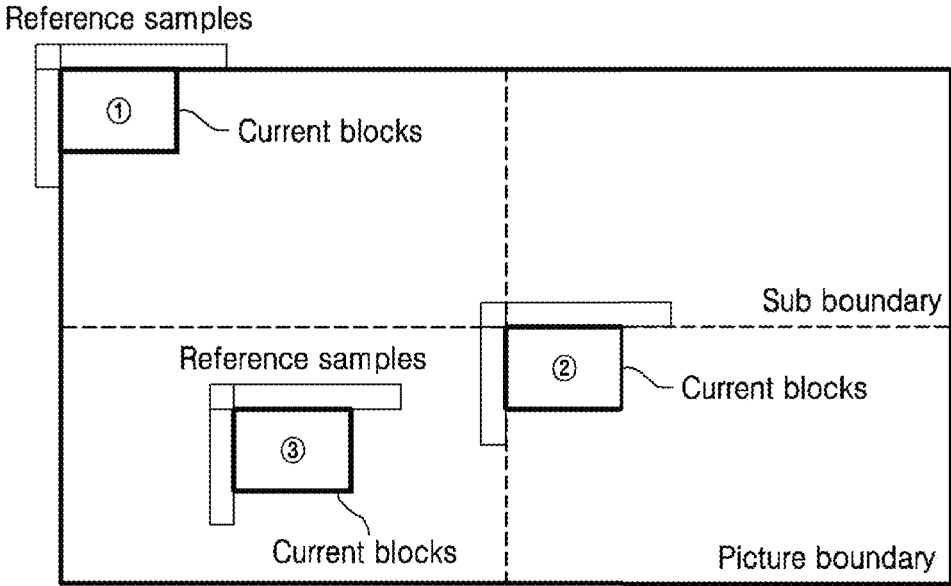 Reference samples
①
Current blocks
Sub boundary
Reference samples
②
Current blocks
③
Current blocks
Picture boundary